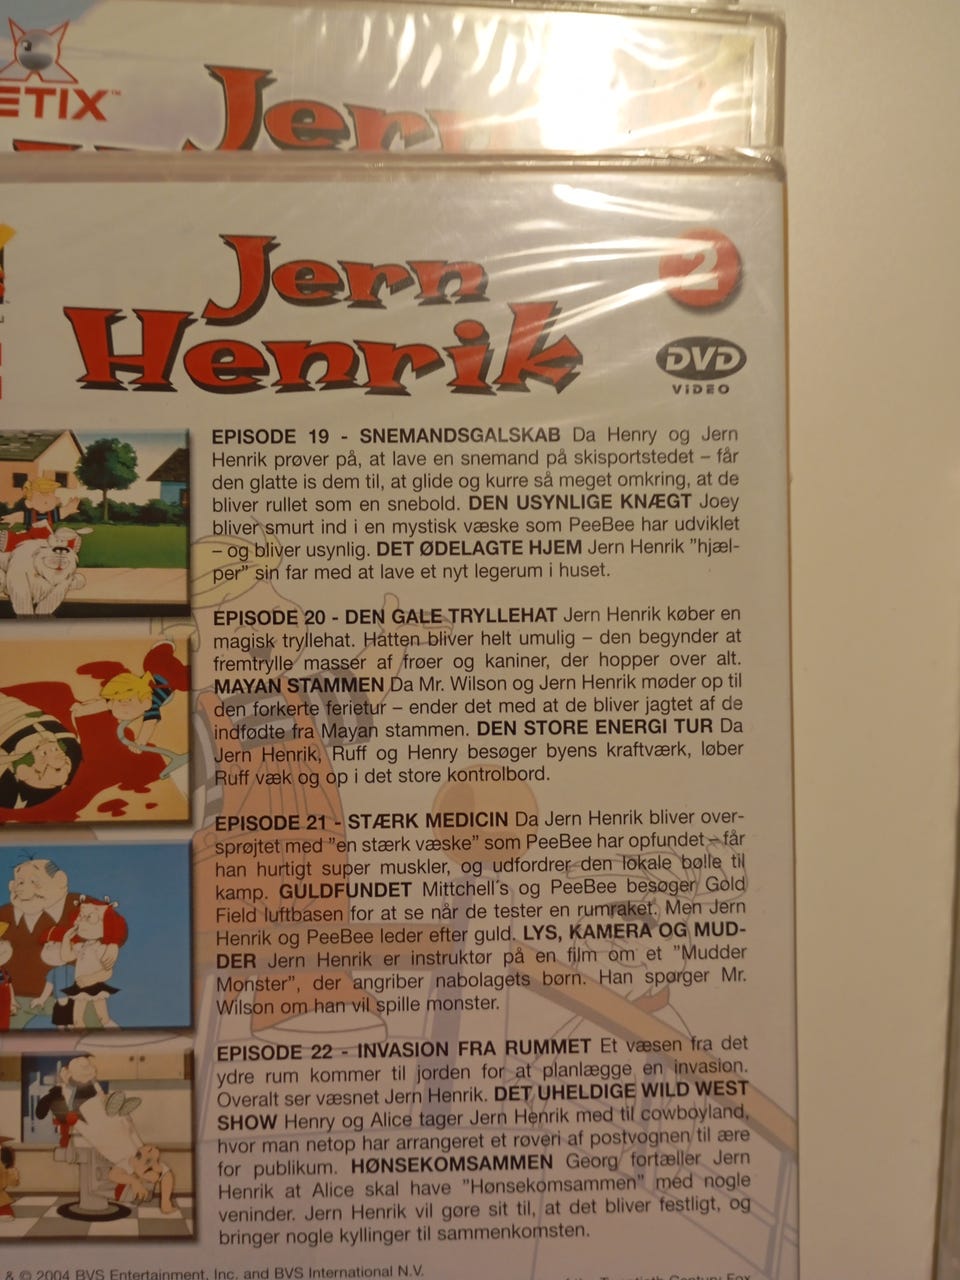 ETIX™
Jern
Jern
Henrik
2
DVD
VIDEO
EPISODE 19 - SNEMANDSGALSKAB Da Henry og Jern
Henrik prøver på, at lave en snemand på skisportstedet – får
den glatte is dem til, at glide og kurre så meget omkring, at de
bliver rullet som en snebold. DEN USYNLIGE KNÆGT Joey
bliver smurt ind i en mystisk væske som PeeBee har udviklet
– og bliver usynlig. DET ØDELAGTE HJEM Jern Henrik "hjæl-
per" sin far med at lave et nyt legerum i huset.
EPISODE 20 - DEN GALE TRYLLEHAT Jern Henrik køber en
magisk tryllehat. Hatten bliver helt umulig – den begynder at
fremtrylle masser af frøer og kaniner, der hopper over alt.
MAYAN STAMMEN Da Mr. Wilson og Jern Henrik møder op til
den forkerte ferietur – ender det med at de bliver jagtet af de
indfødte fra Mayan stammen. DEN STORE ENERGI TUR Da
Jern Henrik, Ruff og Henry besøger byens kraftværk, løber
Ruff væk og op i det store kontrolbord.
EPISODE 21 - STÆRK MEDICIN Da Jern Henrik bliver over-
sprøjtet med "en stærk væske" som PeeBee har opfundet – får
han hurtigt super muskler, og udfordrer den lokale bølle til
kamp. GULDFUNDET Mittchell´s og PeeBee besøger Gold
Field luftbasen for at se når de tester en rumraket. Men Jern
Henrik og PeeBee leder efter guld. LYS, KAMERA OG MUD-
DER Jern Henrik er instruktør på en film om et "Mudder
Monster", der angriber nabolagets børn. Han spørger Mr.
Wilson om han vil spille monster.
EPISODE 22 - INVASION FRA RUMMET Et væsen fra det
ydre rum kommer til jorden for at planlægge en invasion.
Overalt ser væsnet Jern Henrik. DET UHELDIGE WILD WEST
SHOW Henry og Alice tager Jern Henrik med til cowboyland,
hvor man netop har arrangeret et røveri af postvognen til ære
for publikum. HØNSEKOMSAMMEN Georg fortæller Jern
Henrik at Alice skal have "Hønsekomsammen" med nogle
veninder. Jern Henrik vil gøre sit til, at det bliver festligt, og
bringer nogle kyllinger til sammenkomsten.
& © 2004 BVS Entertainment, Inc. and BVS International N.V.
Twentieth Century Fox